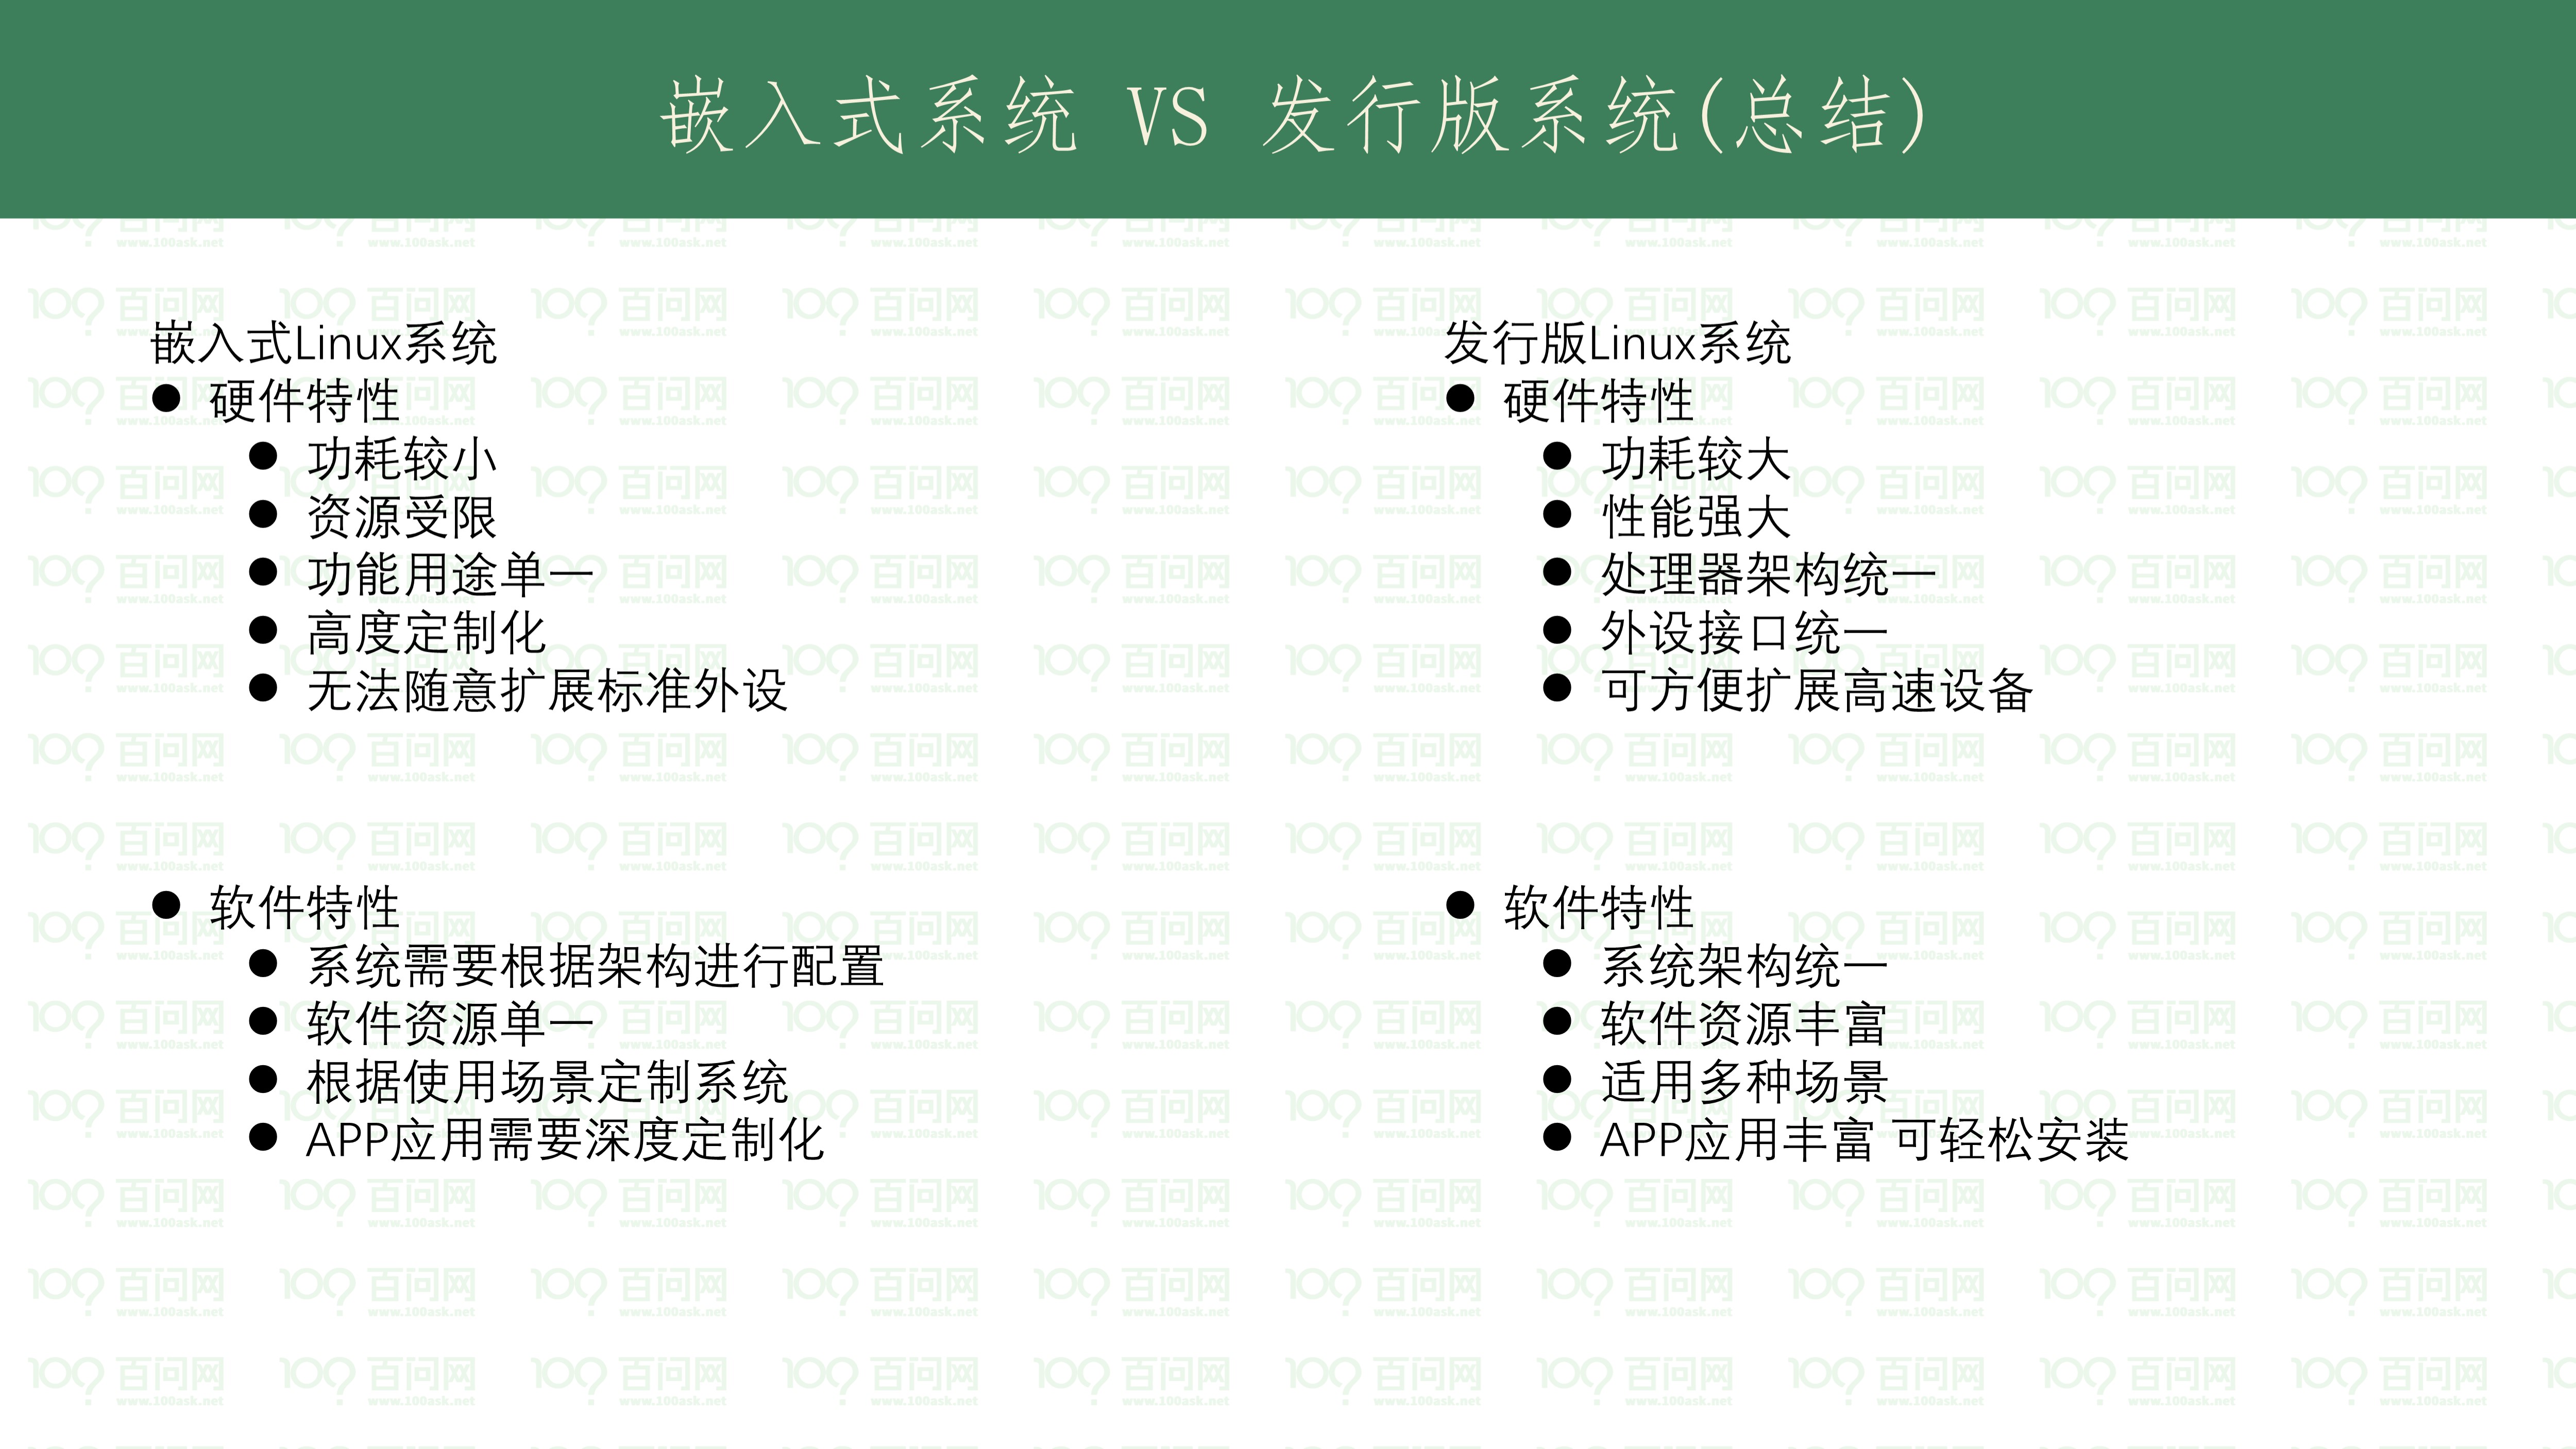 嵌入式系统 VS 发行版系统(总结)
嵌入式Linux系统
● 硬件特性
● 功耗较小
● 资源受限
● 功能用途单一
● 高度定制化
● 无法随意扩展标准外设
● 软件特性
● 系统需要根据架构进行配置
● 软件资源单一
● 根据使用场景定制系统
● APP应用需要深度定制化
发行版Linux系统
● 硬件特性
● 功耗较大
● 性能强大
● 处理器架构统一
● 外设接口统一
● 可方便扩展高速设备
● 软件特性
● 系统架构统一
● 软件资源丰富
● 适用多种场景
● APP应用丰富 可轻松安装
100? 百问网
www.100ask.net